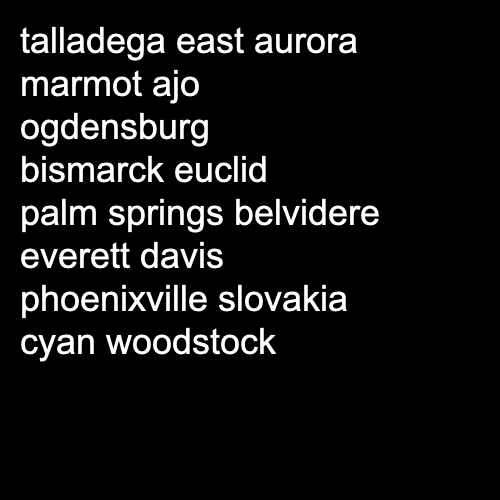 talladega east aurora
marmot ajo
ogdensburg
bismarck euclid
palm springs belvidere
everett davis
phoenixville slovakia
cyan woodstock